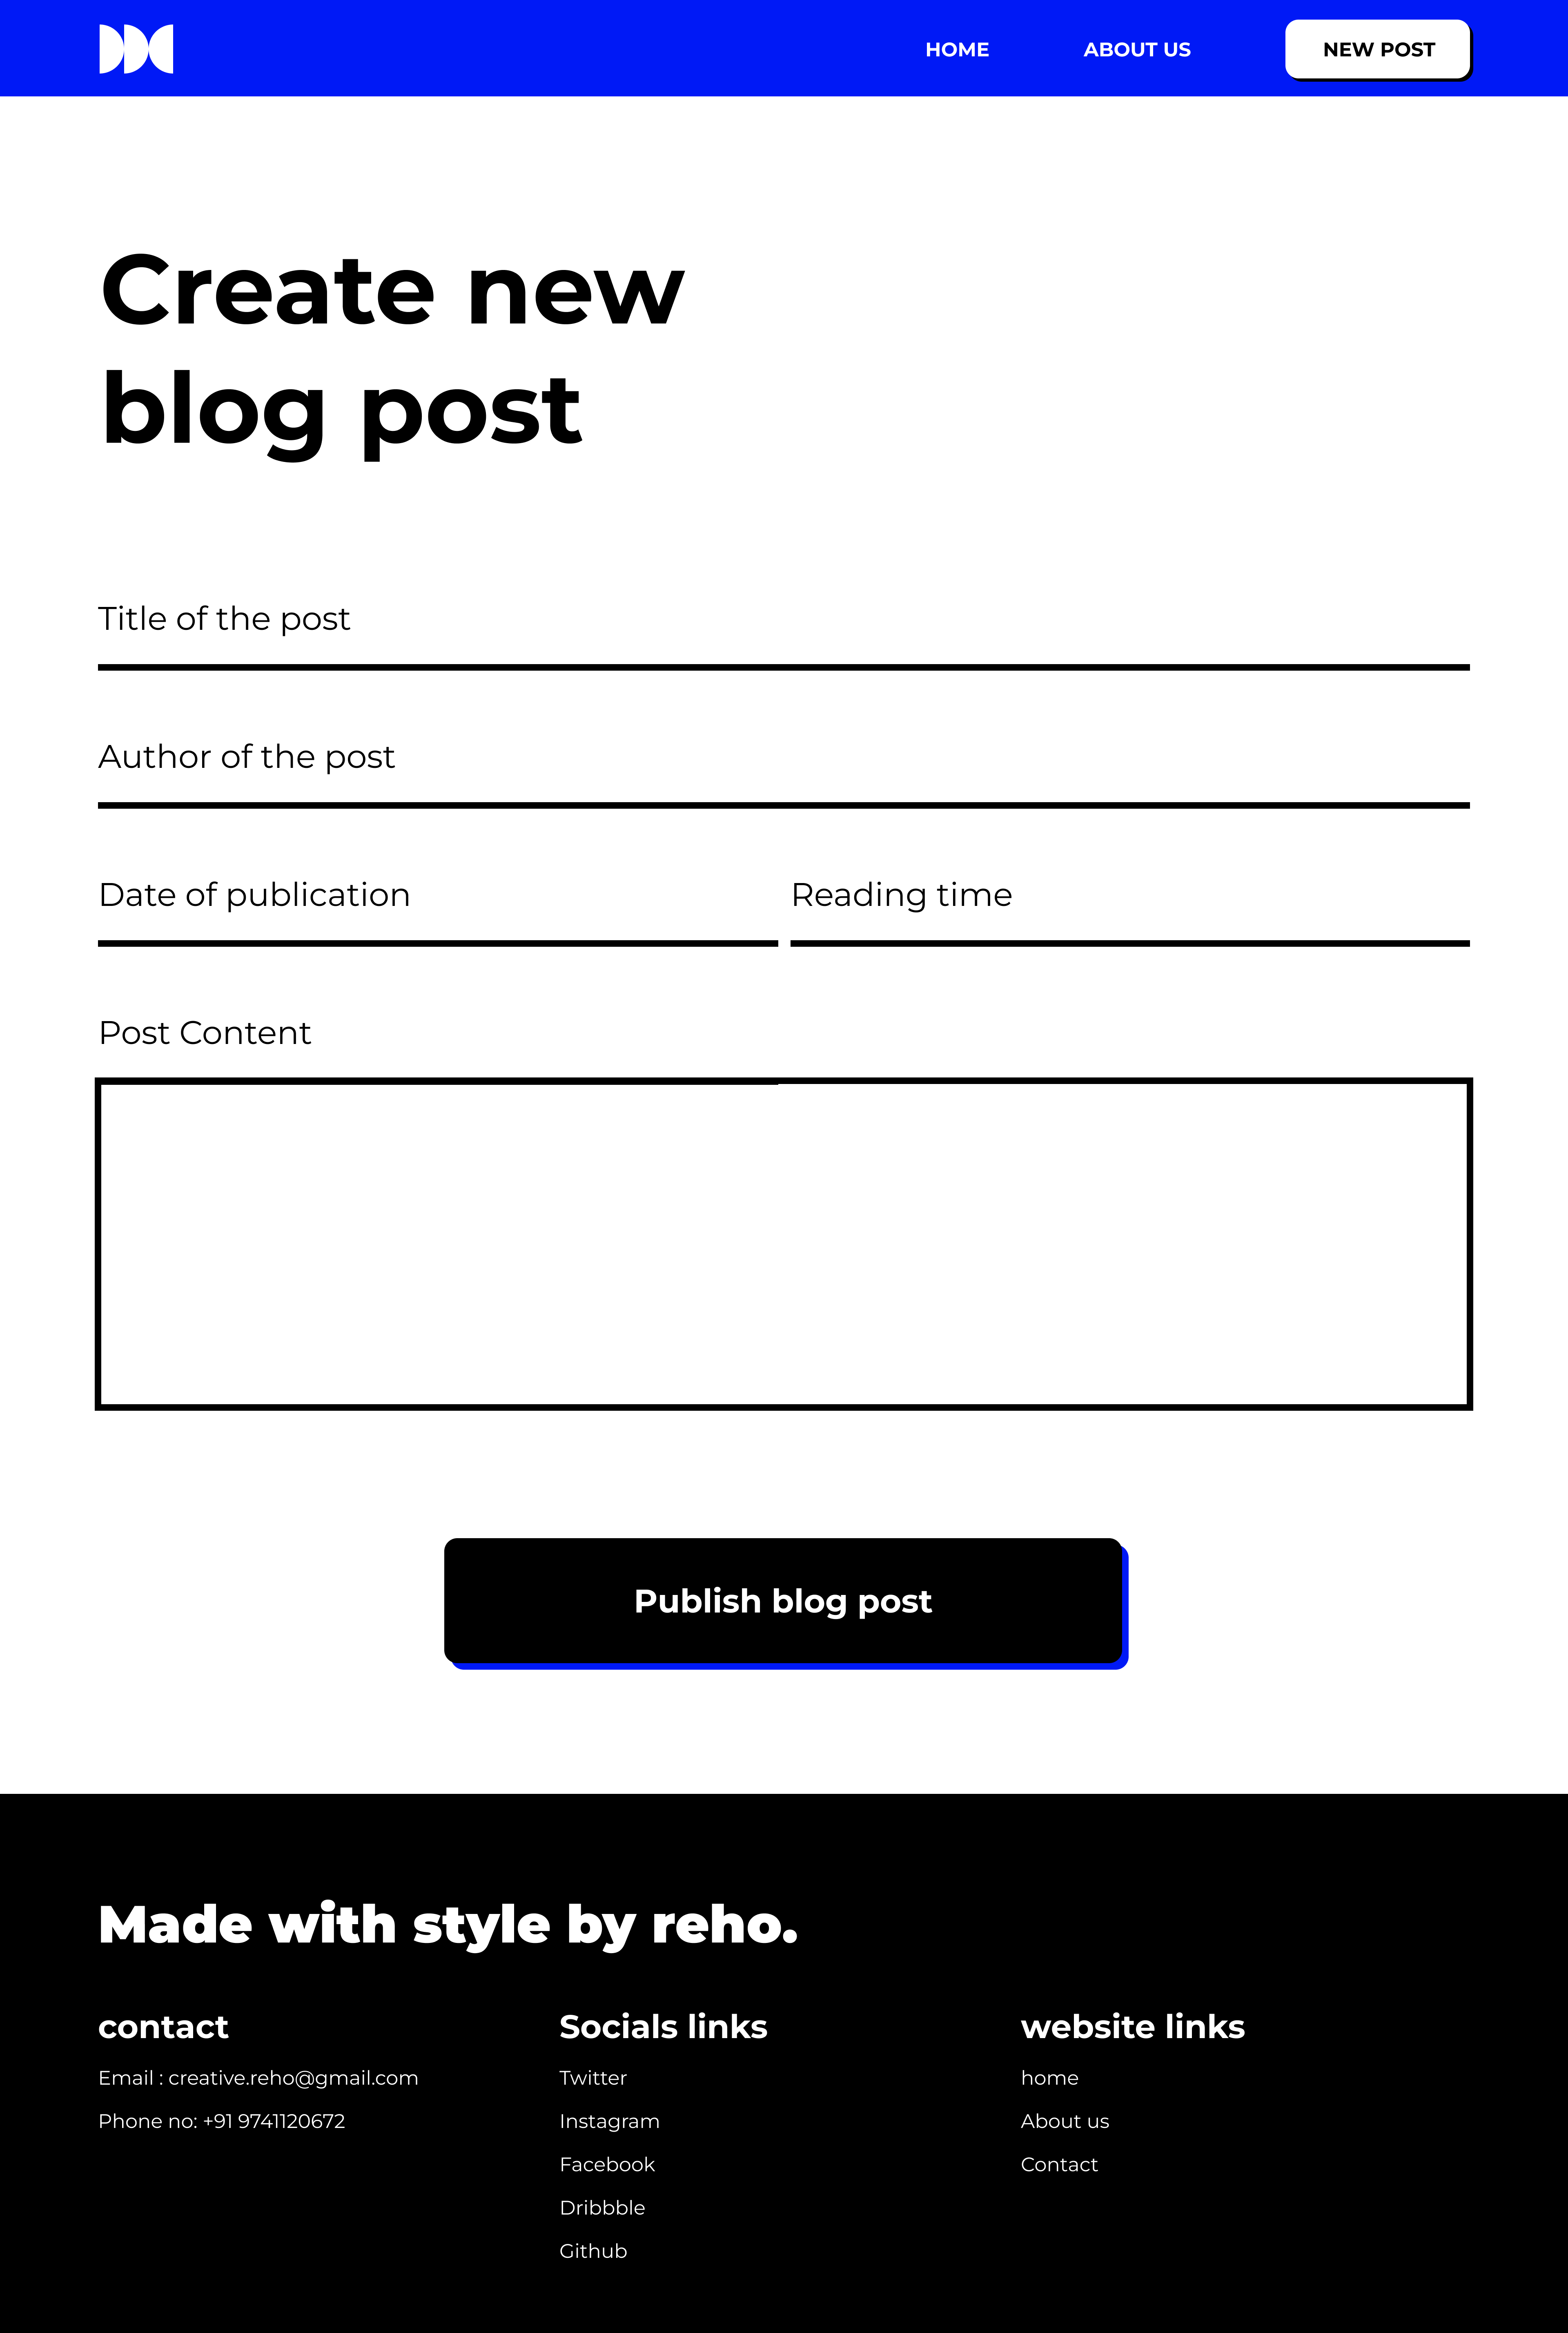 HOME
ABOUT US
NEW POST
Create new
blog post
Title of the post
Author of the post
Date of publication
Reading time
Post Content
Publish blog post
Made with style by reho.
contact
Email : creative.reho@gmail.com
Phone no: +91 9741120672
Socials links
Twitter
Instagram
Facebook
Dribbble
Github
website links
home
About us
Contact